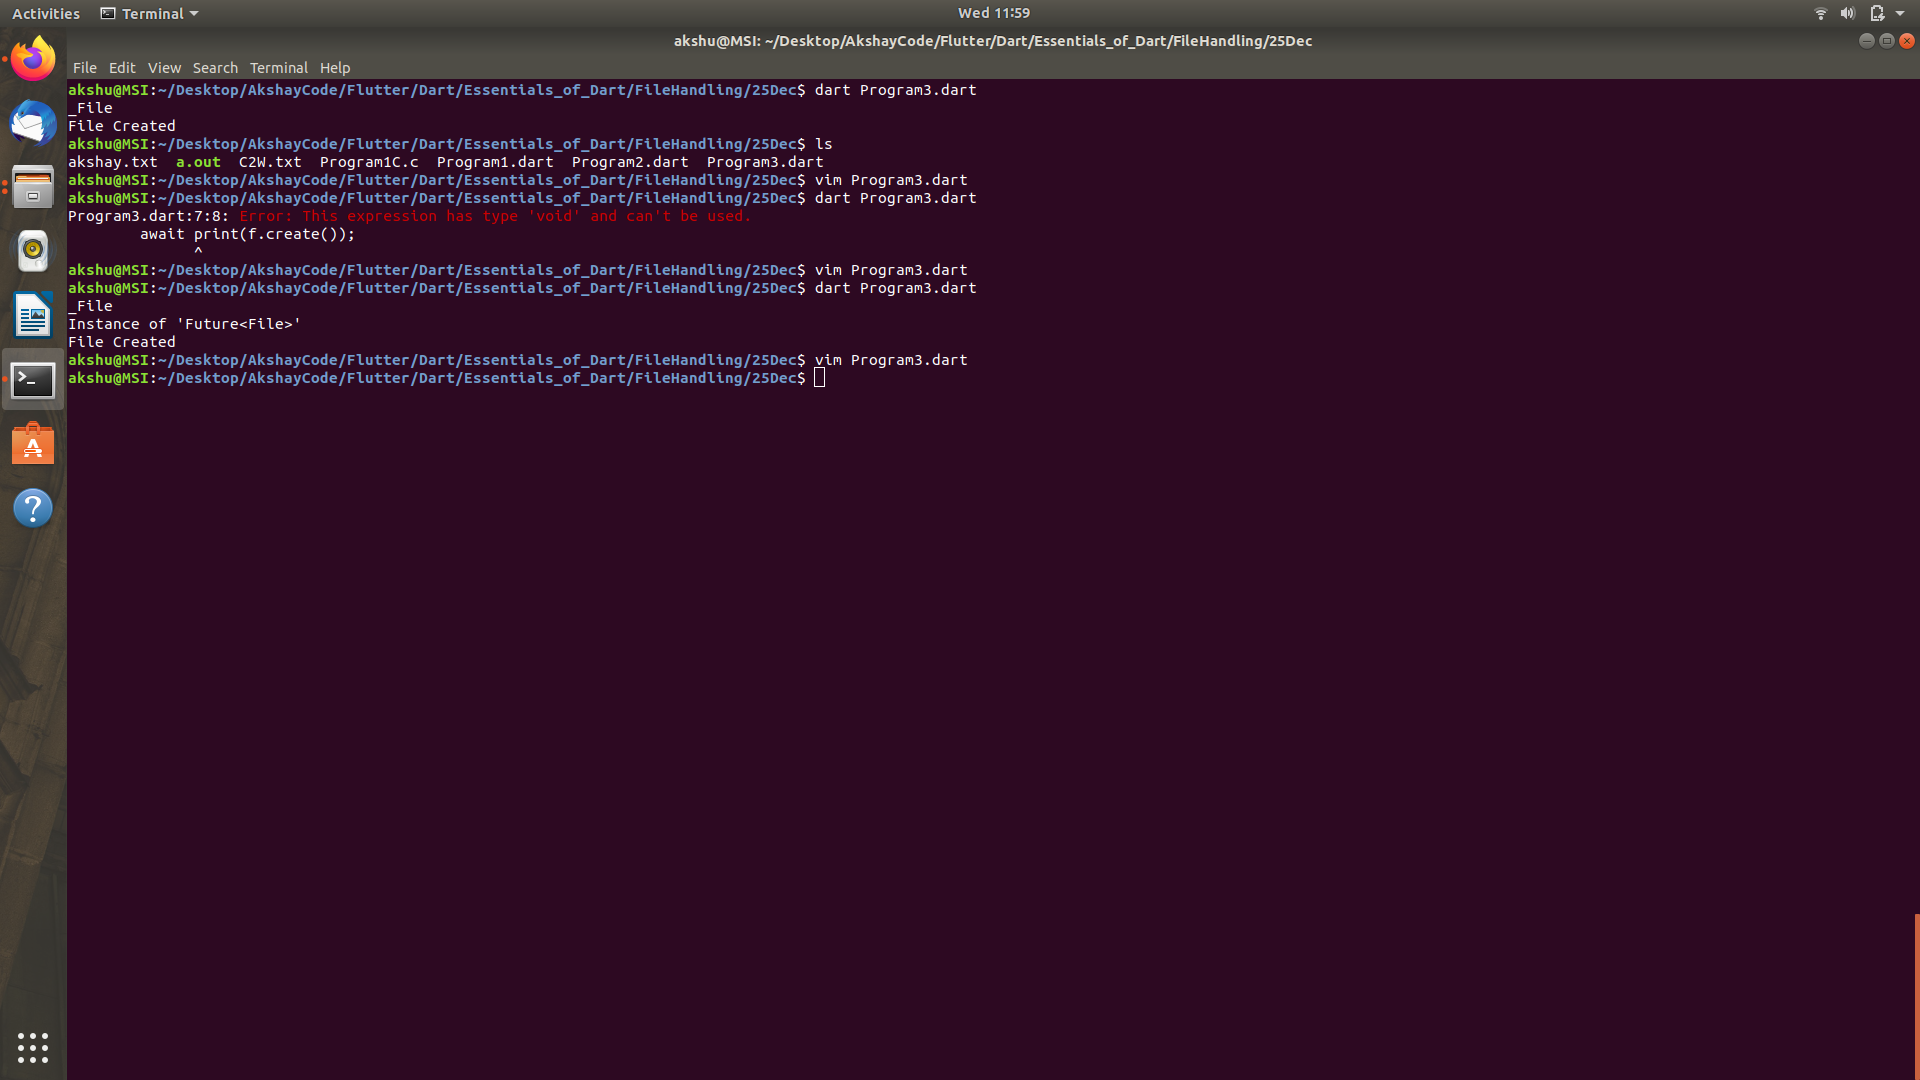 Activities Terminal Wed 11:59
akshu@MSI: ~/Desktop/AkshayCode/Flutter/Dart/Essentials_of_Dart/FileHandling/25Dec
File Edit View Search Terminal Help
akshu@MSI:~/Desktop/AkshayCode/Flutter/Dart/Essentials_of_Dart/FileHandling/25Dec$ dart Program3.dart
_File
File Created
akshu@MSI:~/Desktop/AkshayCode/Flutter/Dart/Essentials_of_Dart/FileHandling/25Dec$ ls
akshay.txt  a.out  C2W.txt  Program1C.c  Program1.dart  Program2.dart  Program3.dart
akshu@MSI:~/Desktop/AkshayCode/Flutter/Dart/Essentials_of_Dart/FileHandling/25Dec$ vim Program3.dart
akshu@MSI:~/Desktop/AkshayCode/Flutter/Dart/Essentials_of_Dart/FileHandling/25Dec$ dart Program3.dart
Program3.dart:7:8: Error: This expression has type 'void' and can't be used.
        await print(f.create());
              ^
akshu@MSI:~/Desktop/AkshayCode/Flutter/Dart/Essentials_of_Dart/FileHandling/25Dec$ vim Program3.dart
akshu@MSI:~/Desktop/AkshayCode/Flutter/Dart/Essentials_of_Dart/FileHandling/25Dec$ dart Program3.dart
_File
Instance of 'Future<File>'
File Created
akshu@MSI:~/Desktop/AkshayCode/Flutter/Dart/Essentials_of_Dart/FileHandling/25Dec$ vim Program3.dart
akshu@MSI:~/Desktop/AkshayCode/Flutter/Dart/Essentials_of_Dart/FileHandling/25Dec$